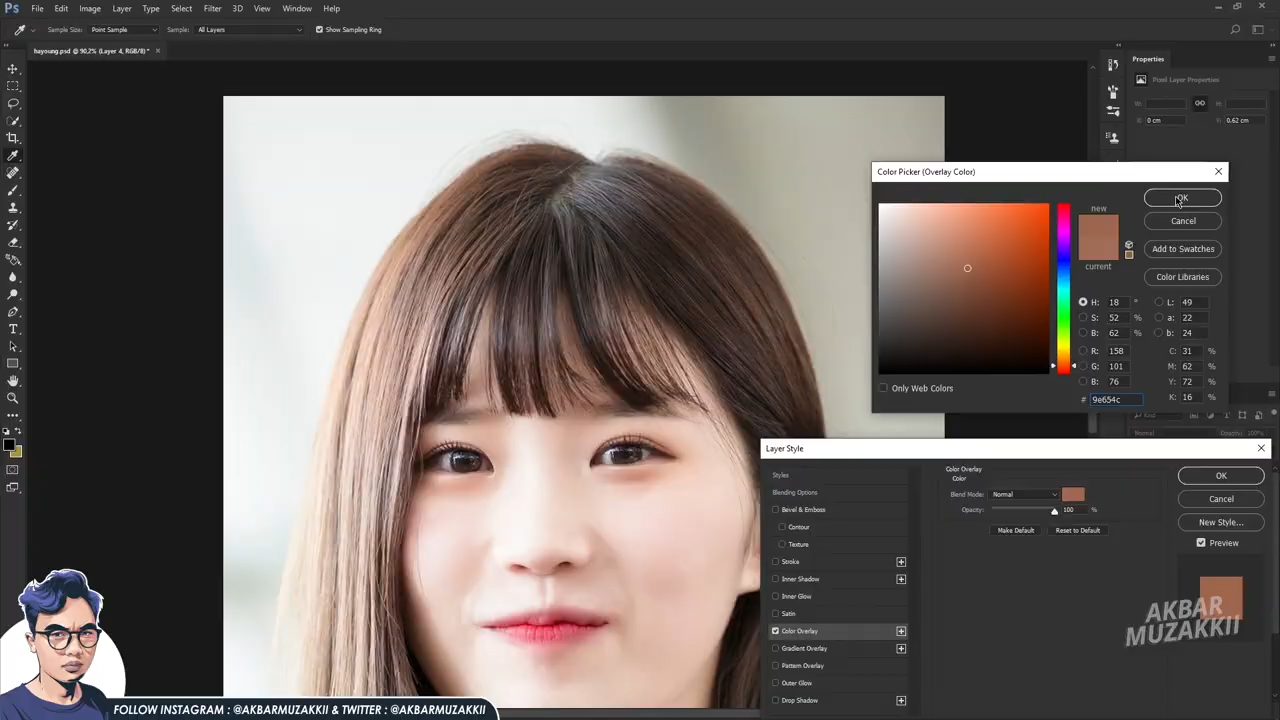 Ps File Edit Image Layer Type Select Filter 3D View Window Help
Sample Size: Point Sample Sample: All Layers Show Sampling Ring
huyoung.psd @ 90,2% (Layer 4, RGB/8) * ×
Properties
Pixel Layer Properties
W: H:
X: 0 cm Y: 0.62 cm
Color Picker (Overlay Color)
new
current
OK
Cancel
Add to Swatches
Color Libraries
H: 18 ° L: 49
S: 52 % a: 22
B: 62 % b: 24
R: 158 C: 31 %
G: 101 M: 62 %
B: 76 Y: 72 %
# 9e654c K: 16 %
Only Web Colors
Kind
Normal Opacity: 100%
Layer Style
Styles
Blending Options
Bevel & Emboss
Contour
Texture
Stroke
Inner Shadow
Inner Glow
Satin
Color Overlay
Gradient Overlay
Pattern Overlay
Outer Glow
Drop Shadow
Color Overlay
Color
Blend Mode: Normal
Opacity: 100 %
Make Default Reset to Default
OK
Cancel
New Style...
Preview
AKBAR
MUZAKKII
FOLLOW INSTAGRAM : @AKBARMUZAKKII & TWITTER : @AKBARMUZAKKII